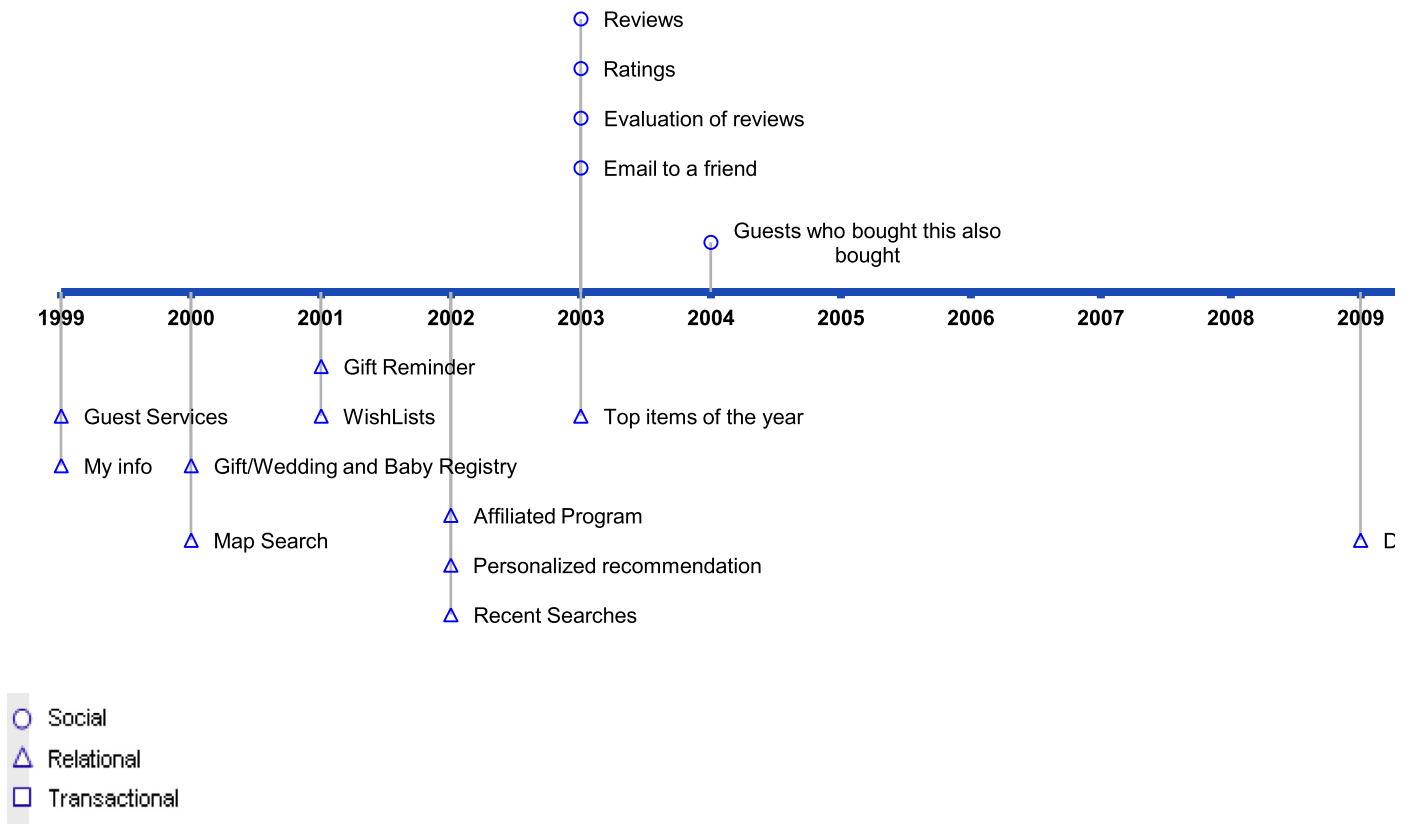 Reviews
Ratings
Evaluation of reviews
Email to a friend
Guests who bought this also
bought
1999 2000 2001 2002 2003 2004 2005 2006 2007 2008 2009
Gift Reminder
Guest Services WishLists Top items of the year
My info Gift/Wedding and Baby Registry
Affiliated Program
Map Search
Personalized recommendation
Recent Searches
Social
Relational
Transactional